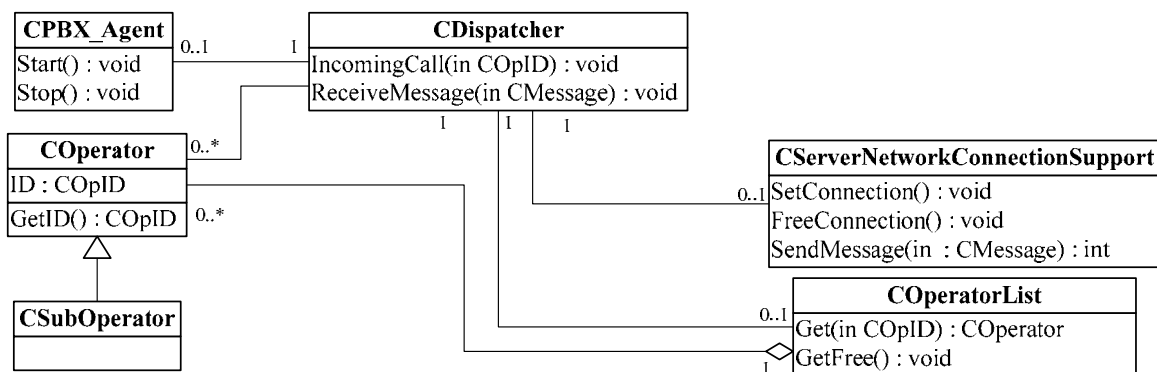 CPBX_Agent
Start() : void
Stop() : void
0..1
1
CDispatcher
IncomingCall(in COpID) : void
ReceiveMessage(in CMessage) : void
1
1
1
COperator
ID : COpID
GetID() : COpID
0..*
0..*
CSubOperator
CServerNetworkConnectionSupport
SetConnection() : void
FreeConnection() : void
SendMessage(in : CMessage) : int
0..1
COperatorList
Get(in COpID) : COperator
GetFree() : void
0..1
1